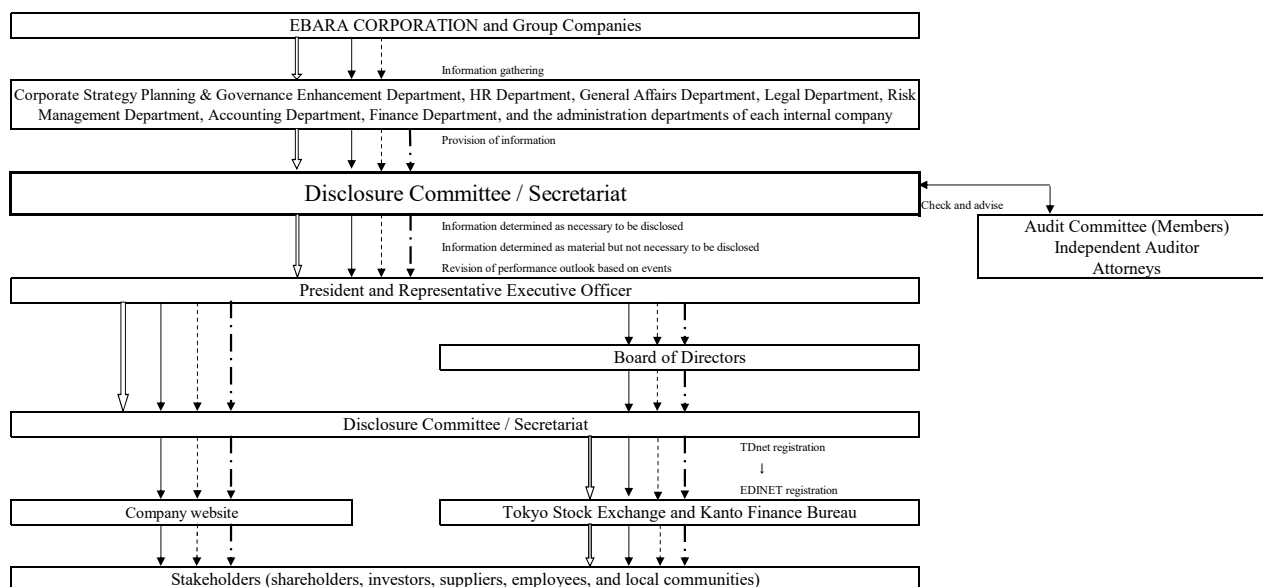 EBARA CORPORATION and Group Companies
Information gathering
Corporate Strategy Planning & Governance Enhancement Department, HR Department, General Affairs Department, Legal Department, Risk
Management Department, Accounting Department, Finance Department, and the administration departments of each internal company
Provision of information
Disclosure Committee / Secretariat
Check and advise
Audit Committee (Members)
Independent Auditor
Attorneys
Information determined as necessary to be disclosed
Information determined as material but not necessary to be disclosed
Revision of performance outlook based on events
President and Representative Executive Officer
Board of Directors
Disclosure Committee / Secretariat
TDnet registration
↓
EDINET registration
Company website
Tokyo Stock Exchange and Kanto Finance Bureau
Stakeholders (shareholders, investors, suppliers, employees, and local communities)